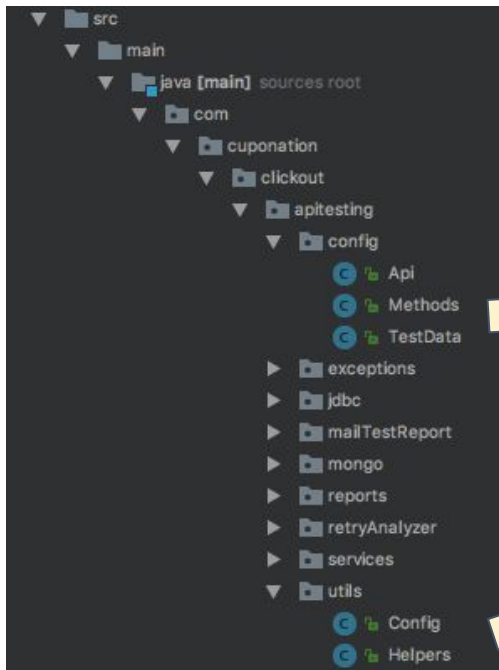 src
main
java [main] sources root
com
cuponation
clickout
apitesting
config
C Api
C Methods
C TestData
exceptions
jdbc
mailTestReport
mongo
reports
retryAnalyzer
services
utils
C Config
C Helpers